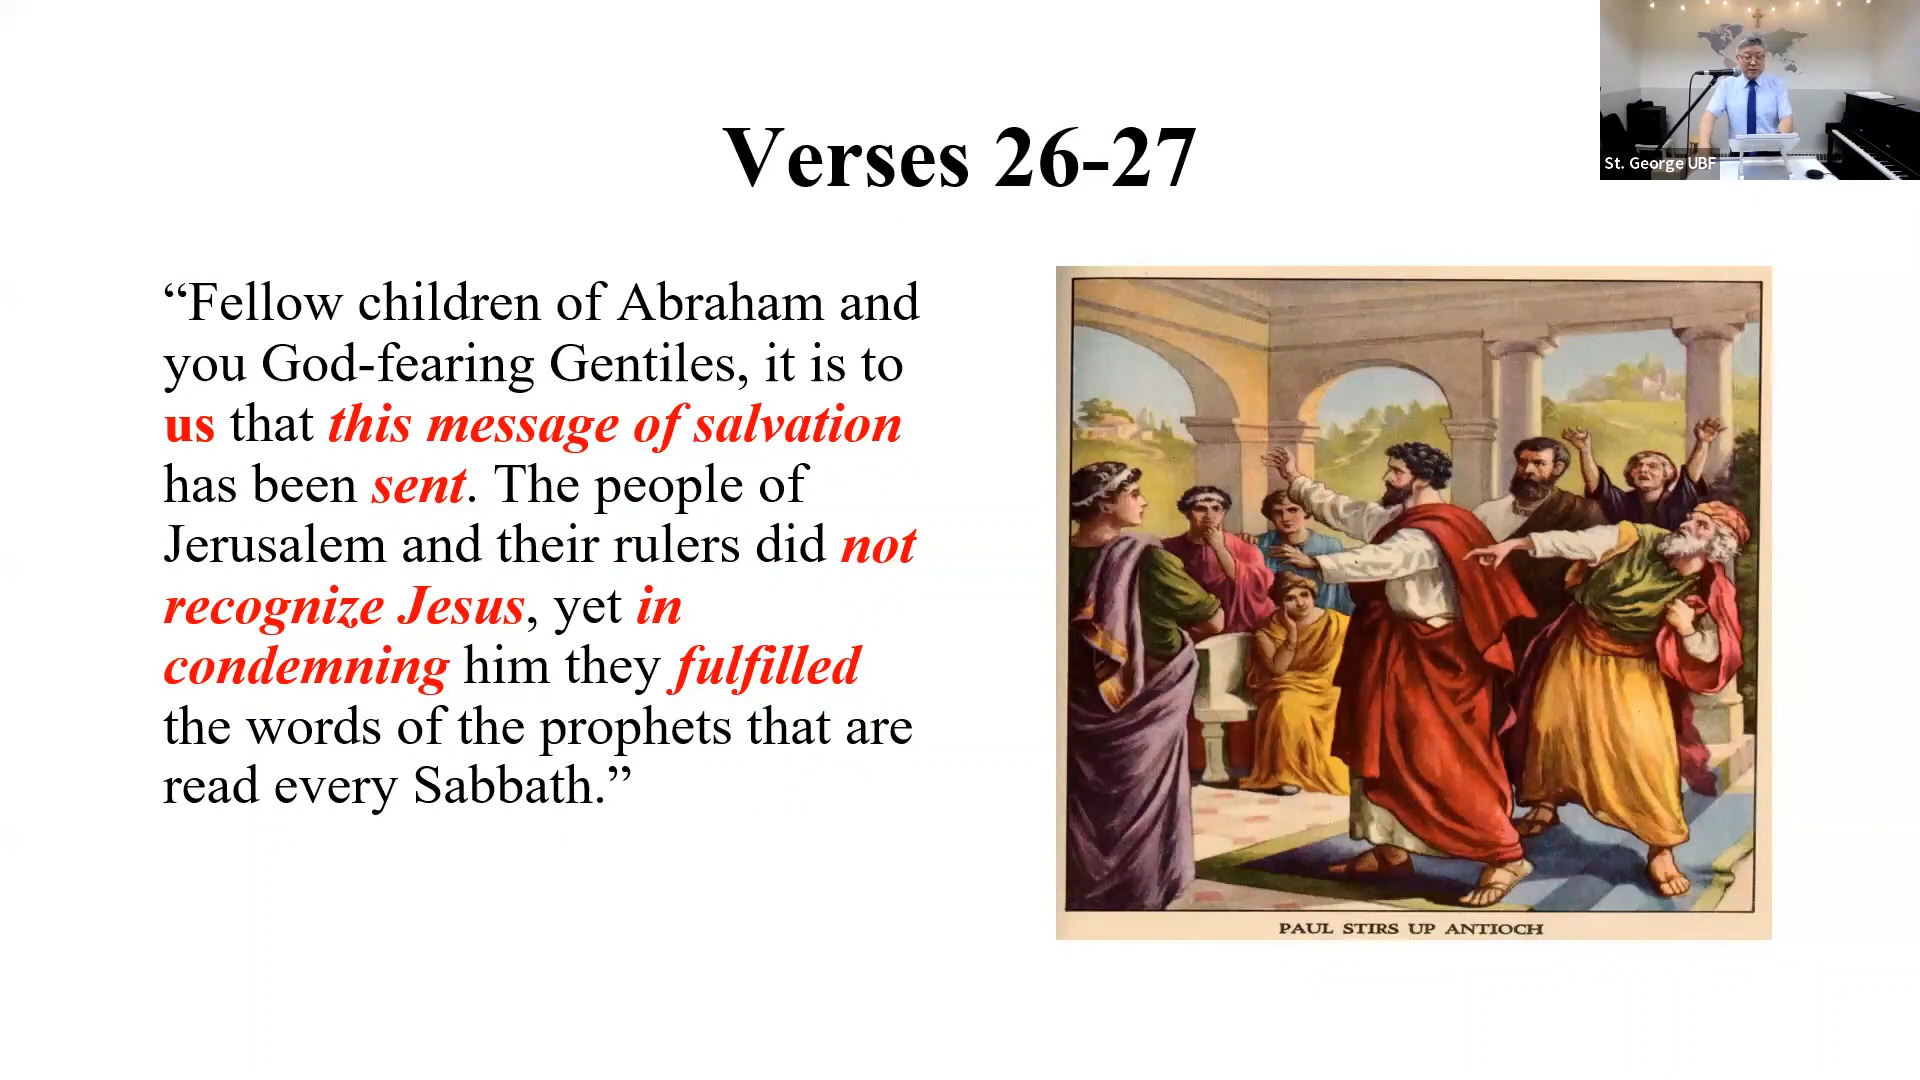 Verses 26-27
St. George UBF
“Fellow children of Abraham and
you God-fearing Gentiles, it is to
us that this message of salvation
has been sent. The people of
Jerusalem and their rulers did not
recognize Jesus, yet in
condemning him they fulfilled
the words of the prophets that are
read every Sabbath.”
PAUL STIRS UP ANTIOCH